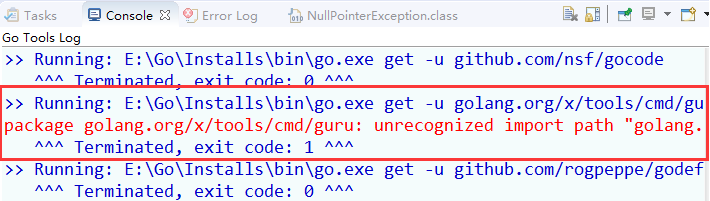 Tasks Console Error Log NullPointerException.class
Go Tools Log
>> Running: E:\Go\Installs\bin\go.exe get -u github.com/nsf/gocode
^^^ Terminated, exit code: 0 ^^^
>> Running: E:\Go\Installs\bin\go.exe get -u golang.org/x/tools/cmd/gu
package golang.org/x/tools/cmd/guru: unrecognized import path "golang.
^^^ Terminated, exit code: 1 ^^^
>> Running: E:\Go\Installs\bin\go.exe get -u github.com/rogpeppe/godef
^^^ Terminated, exit code: 0 ^^^